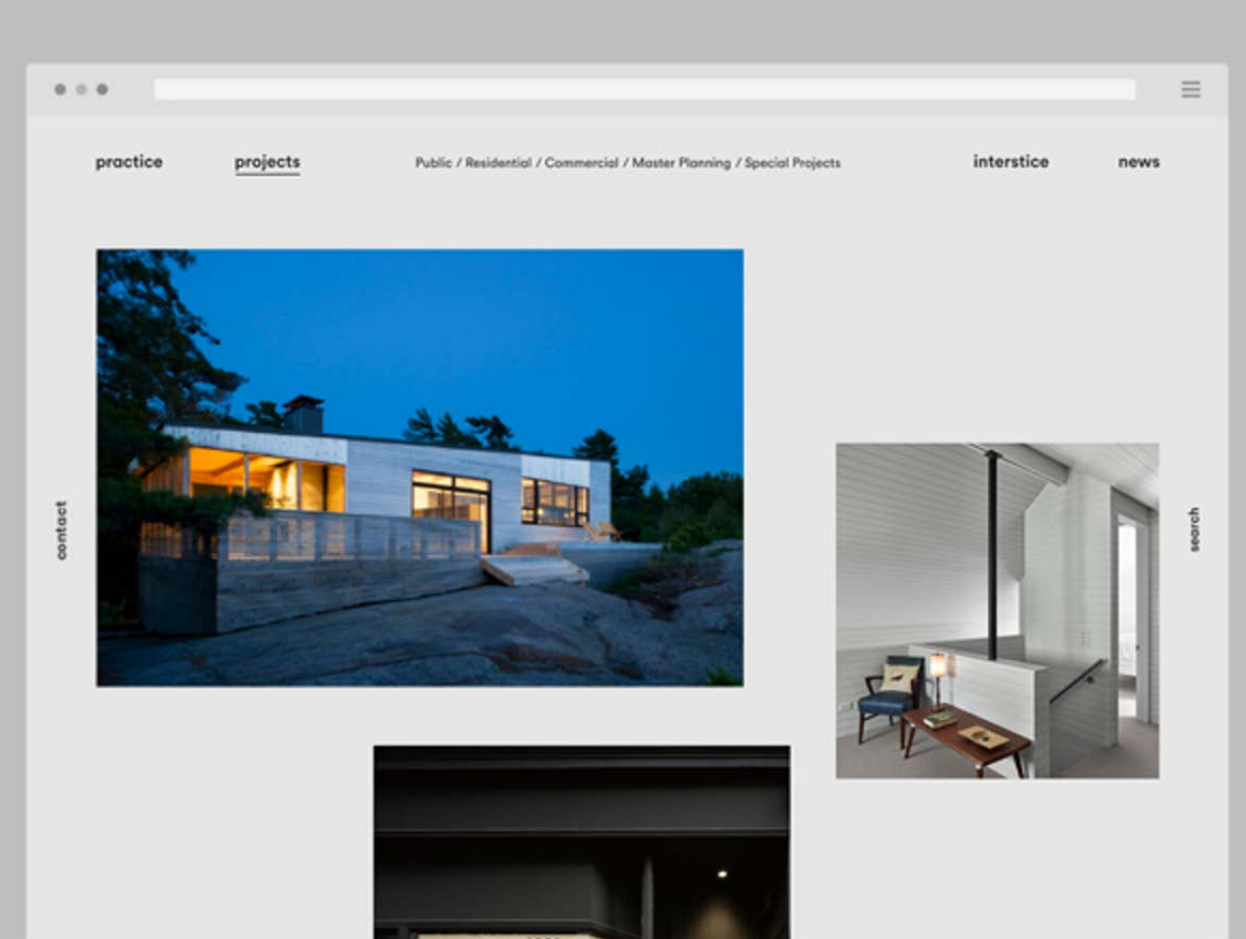 practice
projects
Public / Residential / Commercial / Master Planning / Special Projects
interstice
news
contact
search